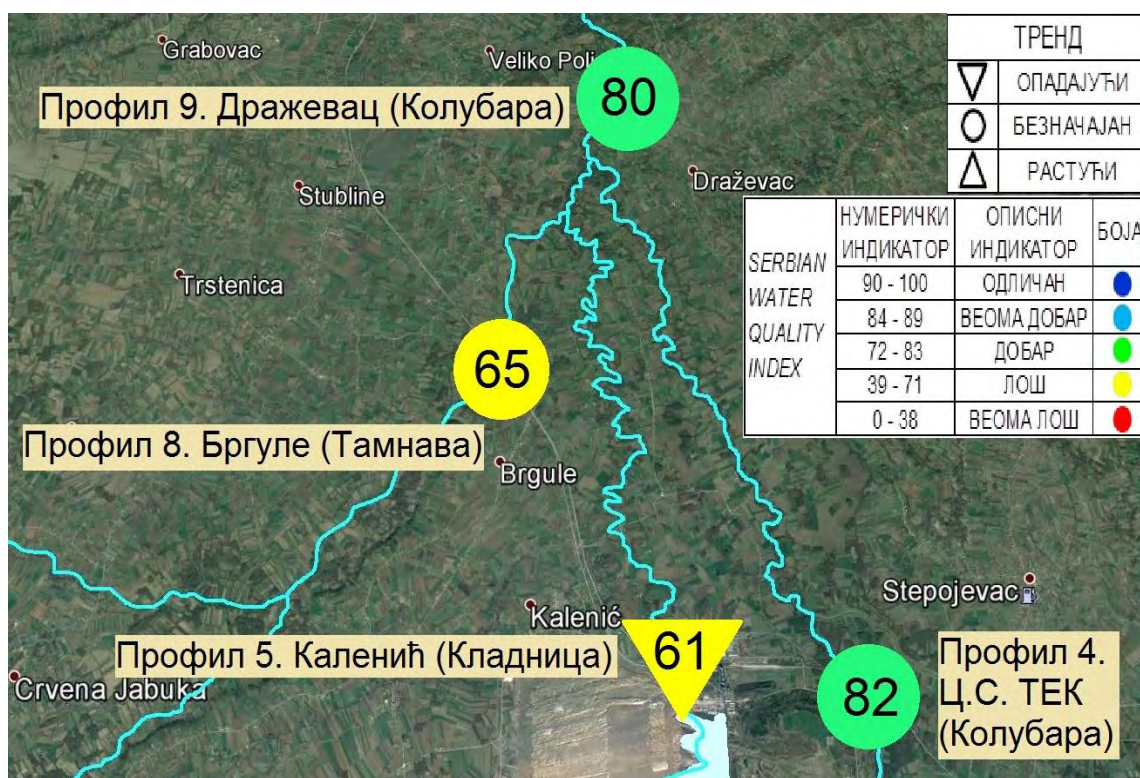 Grabovac
Veliko Polj
80
Профил 9. Дражевац (Колубара)
Stubline
Draževac
Trstenica
65
Профил 8. Бргуле (Тамнава)
Brgule
Stepojevac
Kalenić
Профил 5. Каленић (Кладница)
61
Crvena Jabuka
82
Профил 4.
Ц.С. ТЕК
(Колубара)
ТРЕНД
ОПАДАЈУЋИ
БЕЗНАЧАЈАН
РАСТУЋИ
SERBIAN
WATER
QUALITY
INDEX
НУМЕРИЧКИ
ИНДИКАТОР
ОПИСНИ
ИНДИКАТОР
БОЈА
90 - 100 ОДЛИЧАН
84 - 89 ВЕОМА ДОБАР
72 - 83 ДОБАР
39 - 71 ЛОШ
0 - 38 ВЕОМА ЛОШ